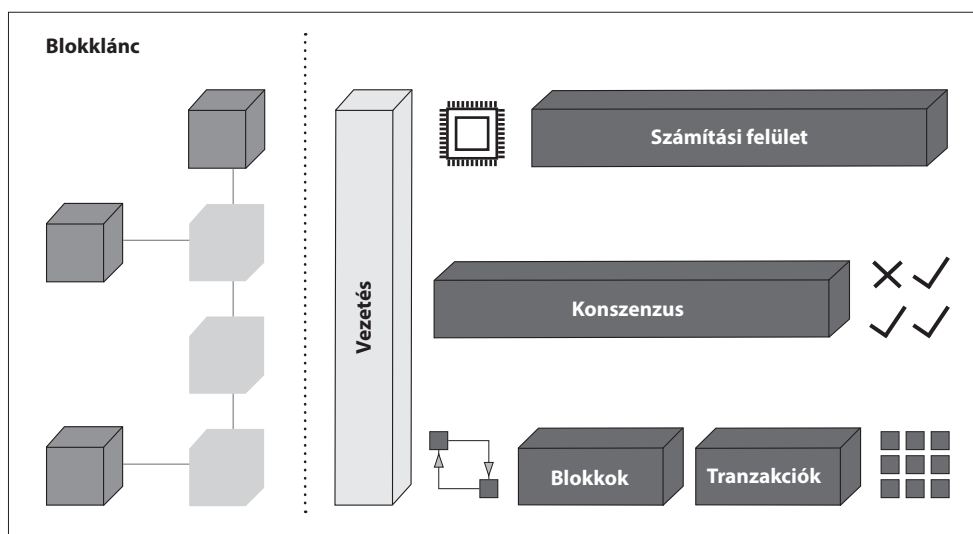 Blokklánc
Vezetés
Számítási felület
Konszenzus
Blokkok
Tranzakciók